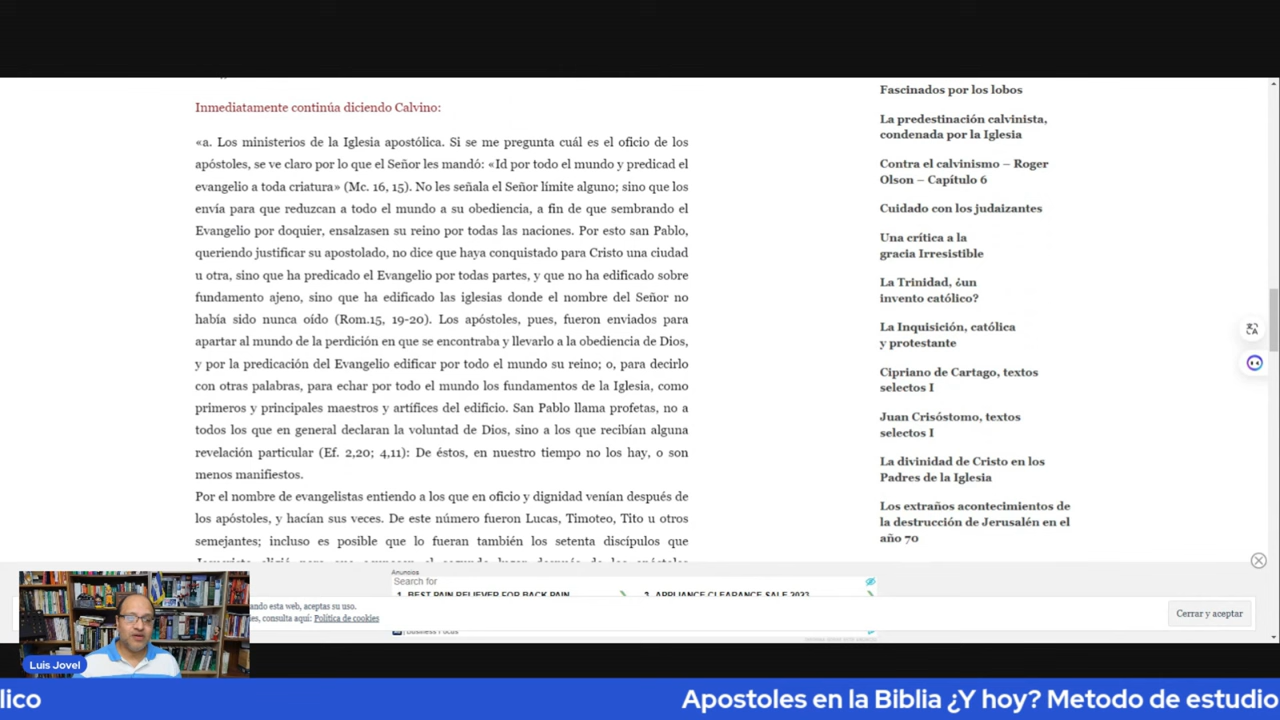 Inmediatamente continúa diciendo Calvino:
«a. Los ministerios de la Iglesia apostólica. Si se me pregunta cuál es el oficio de los
apóstoles, se ve claro por lo que el Señor les mandó: «Id por todo el mundo y predicad el
evangelio a toda criatura» (Mc. 16, 15). No les señala el Señor límite alguno; sino que los
envía para que reduzcan a todo el mundo a su obediencia, a fin de que sembrando el
Evangelio por doquier, ensalzasen su reino por todas las naciones. Por esto san Pablo,
queriendo justificar su apostolado, no dice que haya conquistado para Cristo una ciudad
u otra, sino que ha predicado el Evangelio por todas partes, y que no ha edificado sobre
fundamento ajeno, sino que ha edificado las iglesias donde el nombre del Señor no
había sido nunca oído (Rom.15, 19-20). Los apóstoles, pues, fueron enviados para
apartar al mundo de la perdición en que se encontraba y llevarlo a la obediencia de Dios,
y por la predicación del Evangelio edificar por todo el mundo su reino; o, para decirlo
con otras palabras, para echar por todo el mundo los fundamentos de la Iglesia, como
primeros y principales maestros y artífices del edificio. San Pablo llama profetas, no a
todos los que en general declaran la voluntad de Dios, sino a los que recibían alguna
revelación particular (Ef. 2,20; 4,11): De éstos, en nuestro tiempo no los hay, o son
menos manifiestos.
Por el nombre de evangelistas entiendo a los que en oficio y dignidad venían después de
los apóstoles, y hacían sus veces. De este número fueron Lucas, Timoteo, Tito u otros
semejantes; incluso es posible que lo fueran también los setenta discípulos que
Fascinados por los lobos
La predestinación calvinista,
condenada por la Iglesia
Contra el calvinismo – Roger
Olson – Capítulo 6
Cuidado con los judaizantes
Una crítica a la
gracia Irresistible
La Trinidad, ¿un
invento católico?
La Inquisición, católica
y protestante
Cipriano de Cartago, textos
selectos I
Juan Crisóstomo, textos
selectos I
La divinidad de Cristo en los
Padres de la Iglesia
Los extraños acontecimientos de
la destrucción de Jerusalén en el
año 70
Anuncios
Search for
1. BEST PAIN RELIEVER FOR BACK PAIN
3. APPLIANCE CLEARANCE SALE 2023
ando esta web, aceptas su uso.
es, consulta aquí: Política de cookies
Cerrar y aceptar
Business Focus
Luis Jovel
lico
Apostoles en la Biblia ¿Y hoy? Metodo de estudio